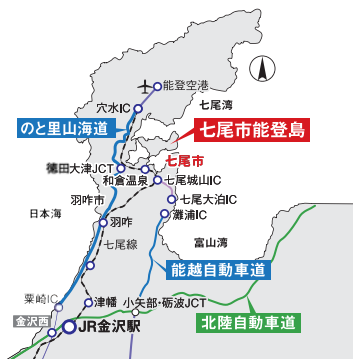 能登空港
穴水IC
七尾湾
のと里山海道
七尾市能登島
七尾市
徳田大津JCT
和倉温泉
七尾城山IC
羽咋市
七尾大泊IC
日本海
羽咋
灘浦IC
七尾線
富山湾
能越自動車道
粟崎IC
津幡
小矢部・砺波JCT
金沢西
北陸自動車道
JR金沢駅